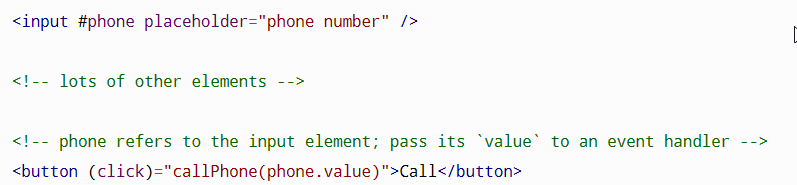 <input #phone placeholder="phone number" />
<!-- lots of other elements -->
<!-- phone refers to the input element; pass its `value` to an event handler -->
<button (click)="callPhone(phone.value)">Call</button>